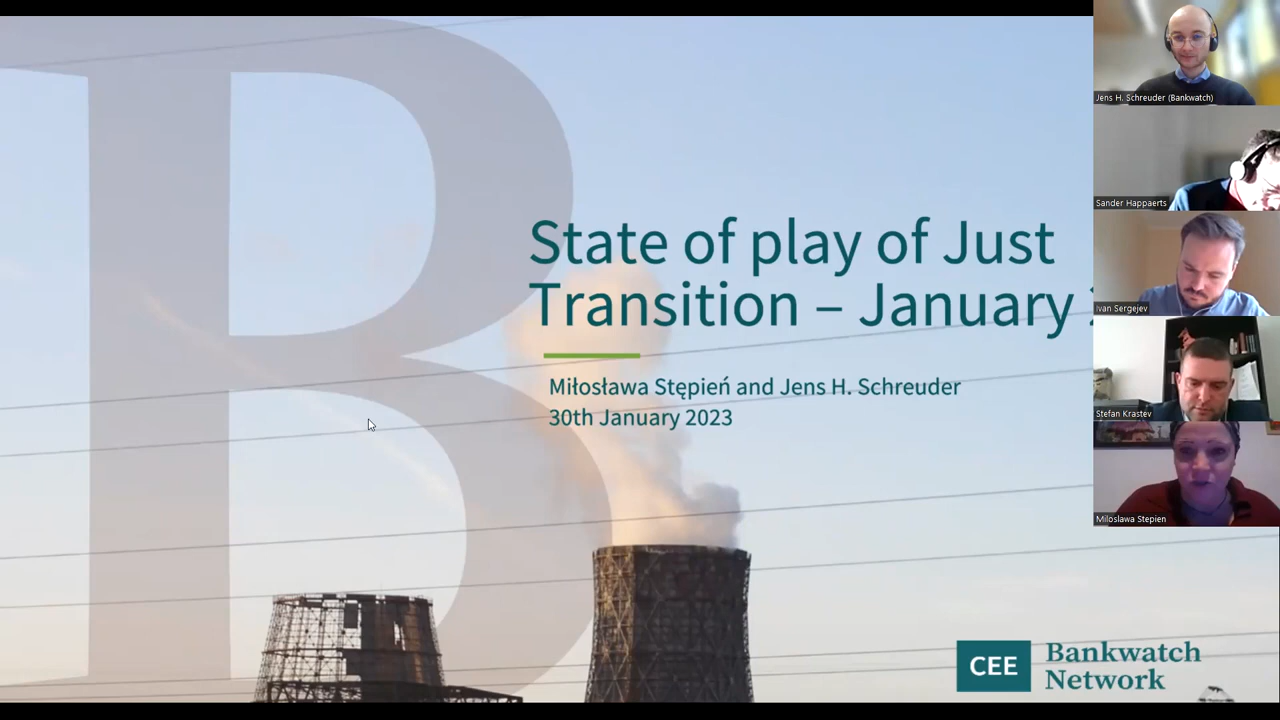 State of play of Just
Transition – January
Miłosława Stępień and Jens H. Schreuder
30th January 2023
CEE
Bankwatch
Network
Jens H. Schreuder (Bankwatch)
Sander Happaerts
Ivan Sergejev
Stefan Krastev
Miloslawa Stepien